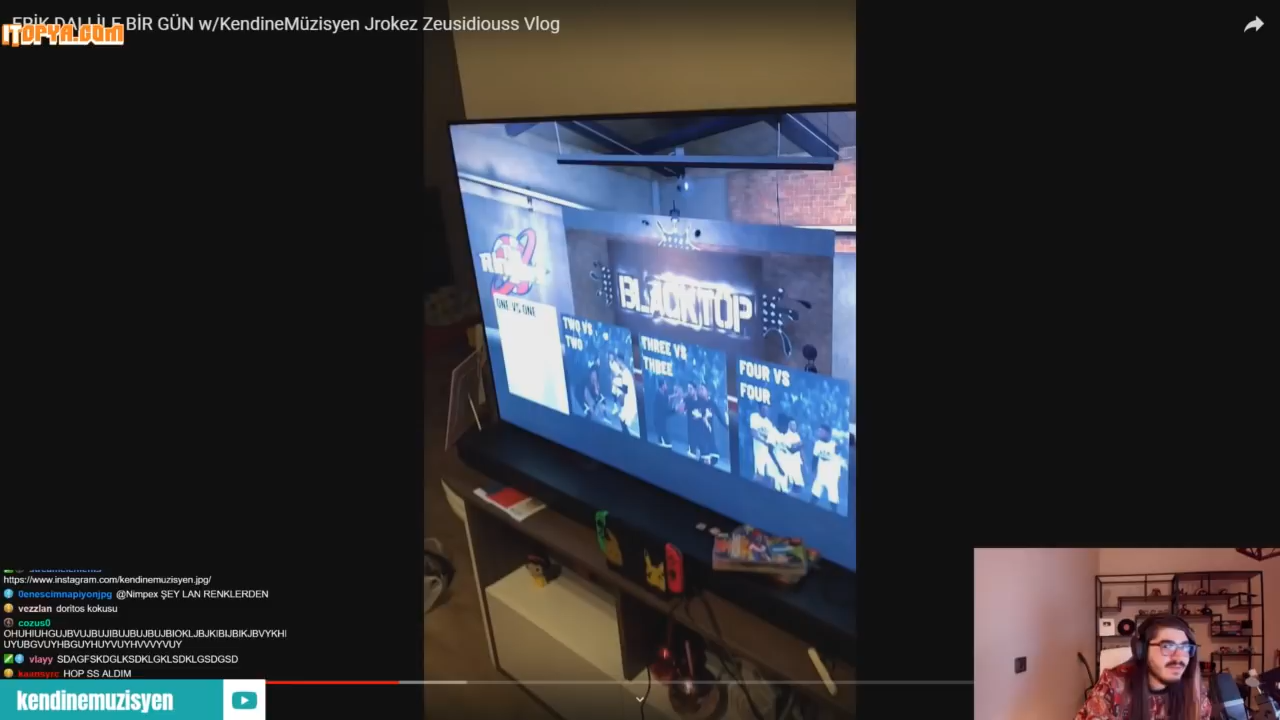 ERİK DALI İLE BİR GÜN w/KendineMüzisyen Jrokez Zeusidiouss Vlog
İTOPYA.COM
BLACKTOP
ONE VS ONE
TWO VS
TWO
THREE VS
THREE
FOUR VS
FOUR
https://www.instagram.com/kendinemuzisyen.jpg/
0enescimnapiyonjpg @Nimpex ŞEY LAN RENKLERDEN
vezzlan doritos kokusu
cozus0
OHUHIUHGUJBVUJBUJIBUJBUJBUJBIOKLJBJKIBIJBIKJBVYKHI
UYUBGVUYHBGUYHUYVUYHVVVYVUY
vlayy SDAGFSKDGLKSDKLGKLSDKLGSDGSD
kaansyrc HOP SS ALDIM
kendinemuzisyen